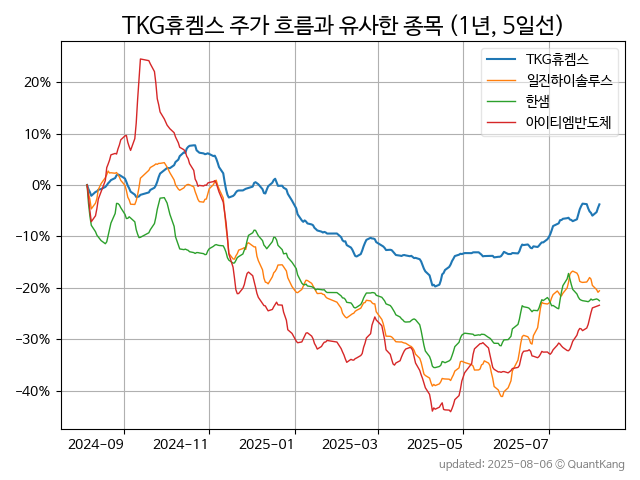 TKG휴켐스 주가 흐름과 유사한 종목 (1년, 5일선)
TKG휴켐스
일진하이솔루스
한샘
아이티엠반도체
20%
10%
0%
−10%
−20%
−30%
−40%
2024-09
2024-11
2025-01
2025-03
2025-05
2025-07
updated: 2025-08-06 © QuantKang